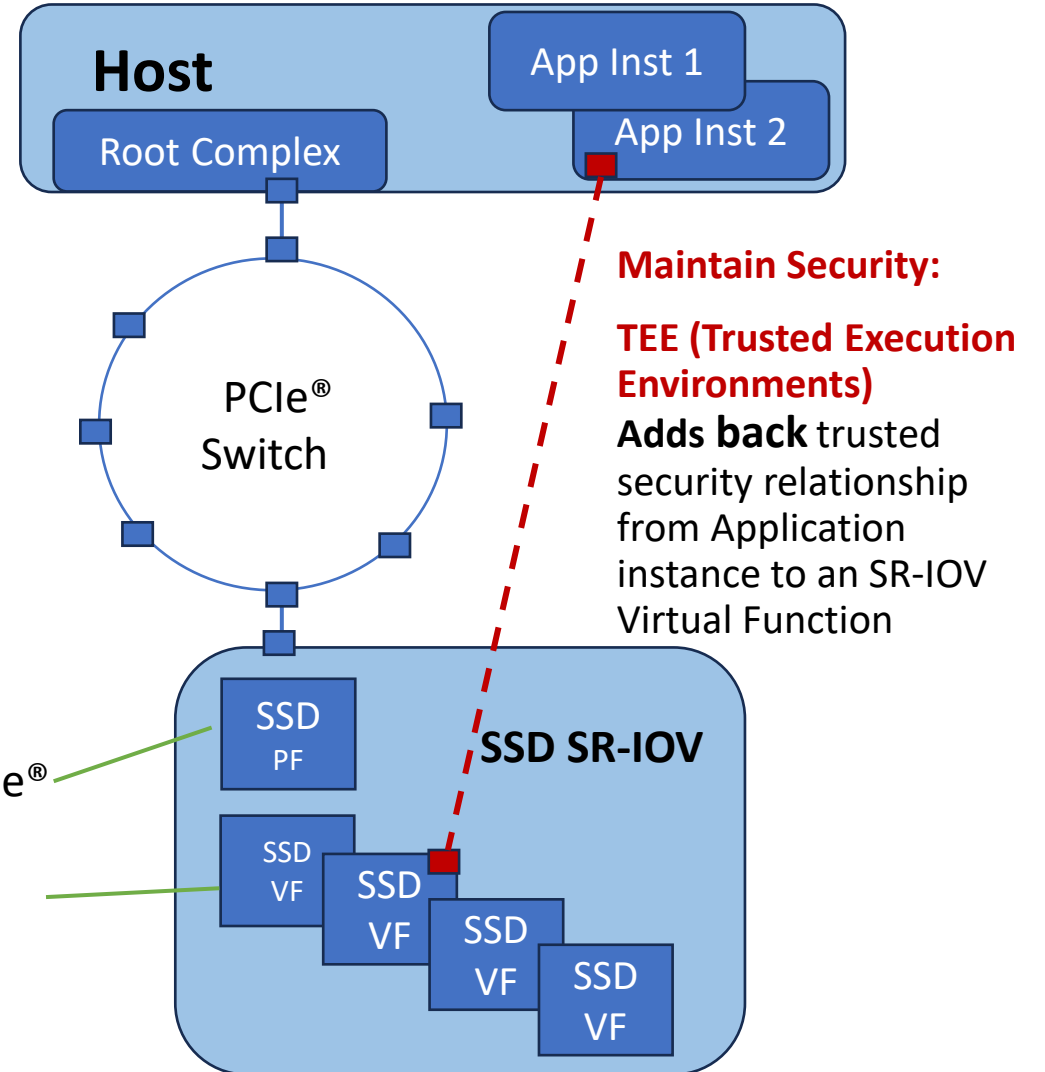 Host
App Inst 1
App Inst 2
Root Complex
PCIe®
Switch
Maintain Security:
TEE (Trusted Execution
Environments)
Adds back trusted
security relationship
from Application
instance to an SR-IOV
Virtual Function
SSD
PF
SSD SR-IOV
e®
SSD
VF
SSD
VF
SSD
VF
SSD
VF